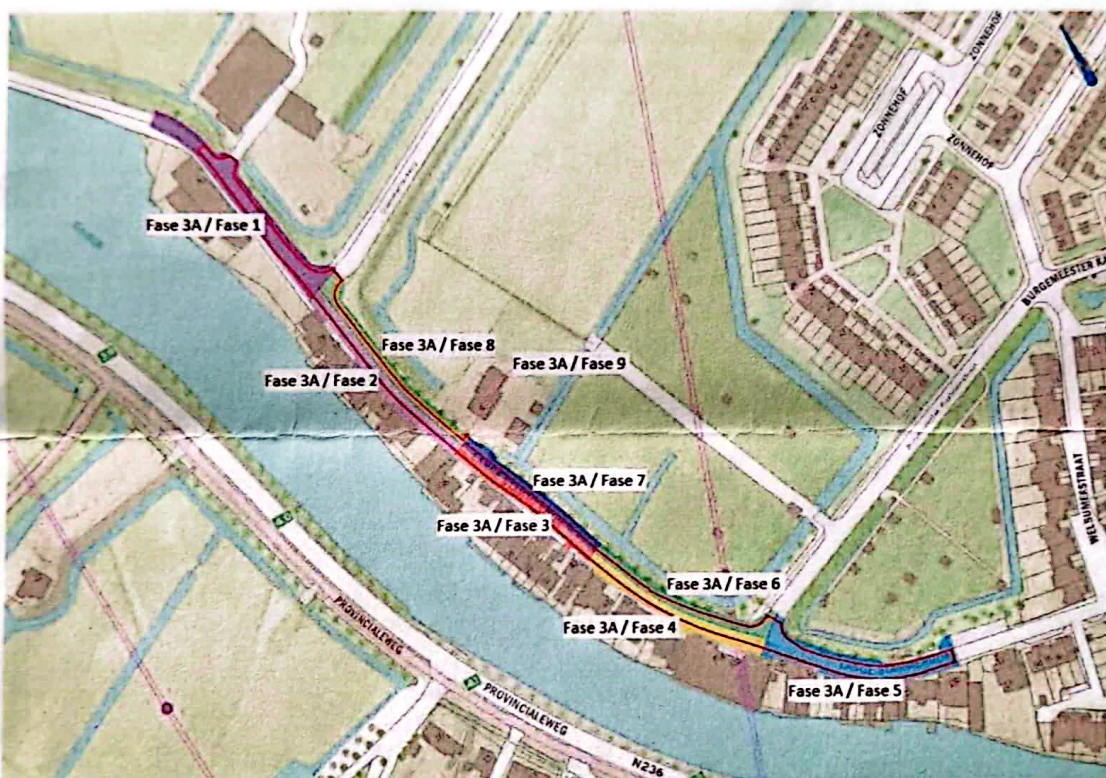 ZONNEHOF
ZONNEHOF
ZONNEHOF
Fase 3A / Fase 1
BURGEMEESTER RA
Fase 3A / Fase 8
Fase 3A / Fase 9
Fase 3A / Fase 2
Fase 3A / Fase 7
WELSUMEESTRAAT
Fase 3A / Fase 3
Fase 3A / Fase 6
PROVINCIALEWEG
Fase 3A / Fase 4
Fase 3A / Fase 5
PROVINCIALEWEG
N236